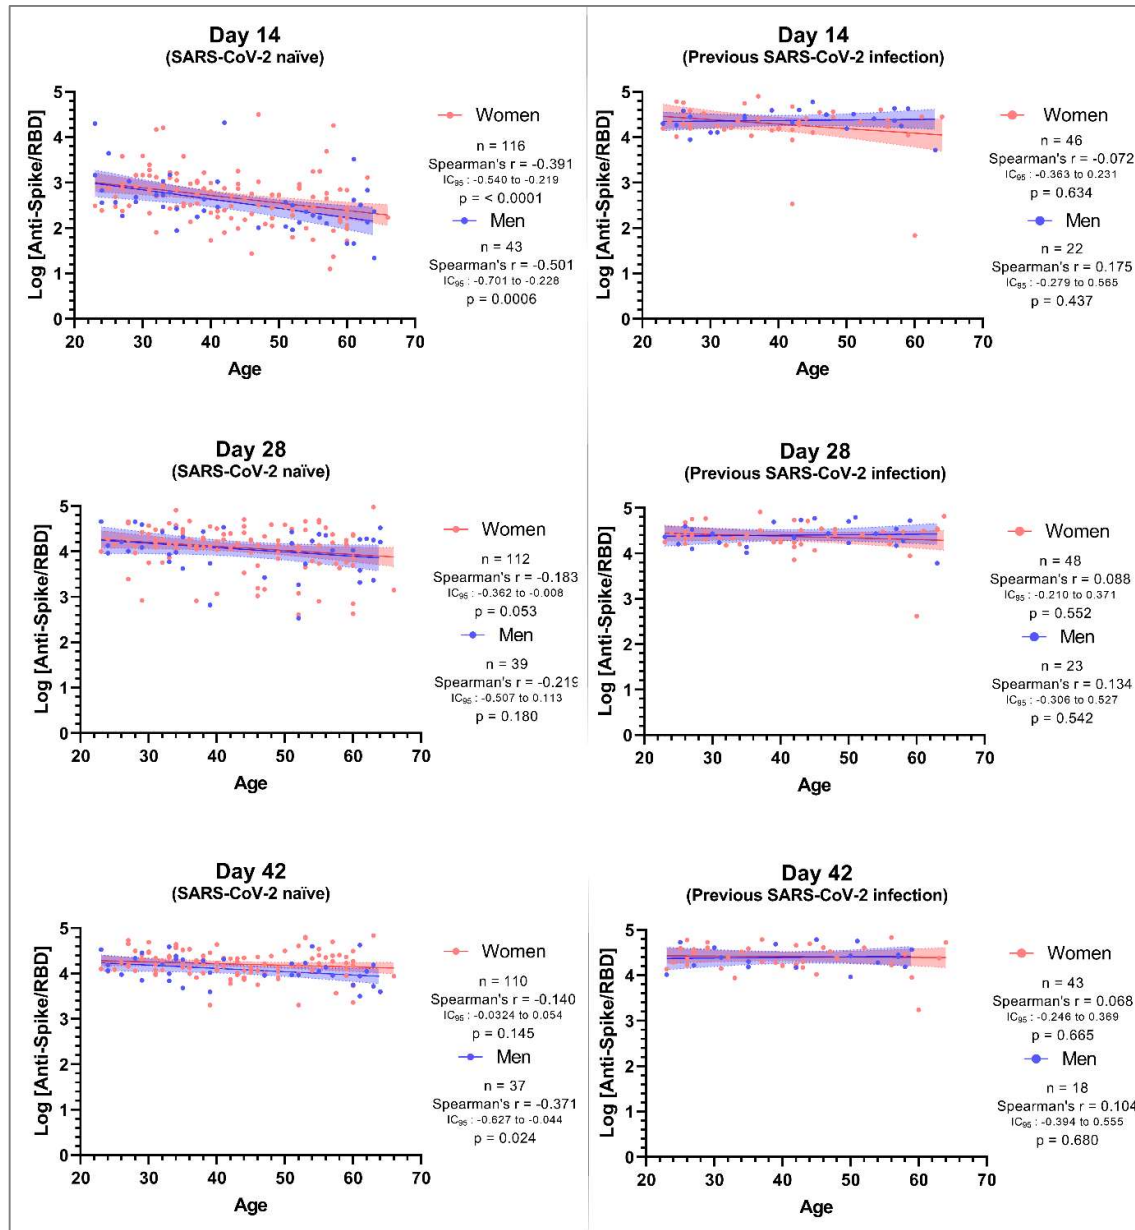 Day 14
(SARS-CoV-2 naïve)
Log [Anti-Spike/RBD]
5
4
3
2
1
0
20 30 40 50 60 70
Age
Women
n = 116
Spearman's r = -0.391
IC95 : -0.540 to -0.219
p = < 0.0001
Men
n = 43
Spearman's r = -0.501
IC95 : -0.701 to -0.228
p = 0.0006
Day 14
(Previous SARS-CoV-2 infection)
5
4
3
2
1
0
20 30 40 50 60 70
Age
Women
n = 46
Spearman's r = -0.072
IC95 : -0.363 to 0.231
p = 0.634
Men
n = 22
Spearman's r = 0.175
IC95 : -0.279 to 0.565
p = 0.437
Day 28
(SARS-CoV-2 naïve)
Log [Anti-Spike/RBD]
5
4
3
2
1
0
20 30 40 50 60 70
Age
Women
n = 112
Spearman's r = -0.183
IC95 : -0.362 to -0.008
p = 0.053
Men
n = 39
Spearman's r = -0.219
IC95 : -0.507 to 0.113
p = 0.180
Day 28
(Previous SARS-CoV-2 infection)
5
4
3
2
1
0
20 30 40 50 60 70
Age
Women
n = 48
Spearman's r = 0.088
IC95 : -0.210 to 0.371
p = 0.552
Men
n = 23
Spearman's r = 0.134
IC95 : -0.306 to 0.527
p = 0.542
Day 42
(SARS-CoV-2 naïve)
Log [Anti-Spike/RBD]
5
4
3
2
1
0
20 30 40 50 60 70
Age
Women
n = 110
Spearman's r = -0.140
IC95 : -0.0324 to 0.054
p = 0.145
Men
n = 37
Spearman's r = -0.371
IC95 : -0.627 to -0.044
p = 0.024
Day 42
(Previous SARS-CoV-2 infection)
5
4
3
2
1
0
20 30 40 50 60 70
Age
Women
n = 43
Spearman's r = 0.068
IC95 : -0.246 to 0.369
p = 0.665
Men
n = 18
Spearman's r = 0.104
IC95 : -0.394 to 0.555
p = 0.680